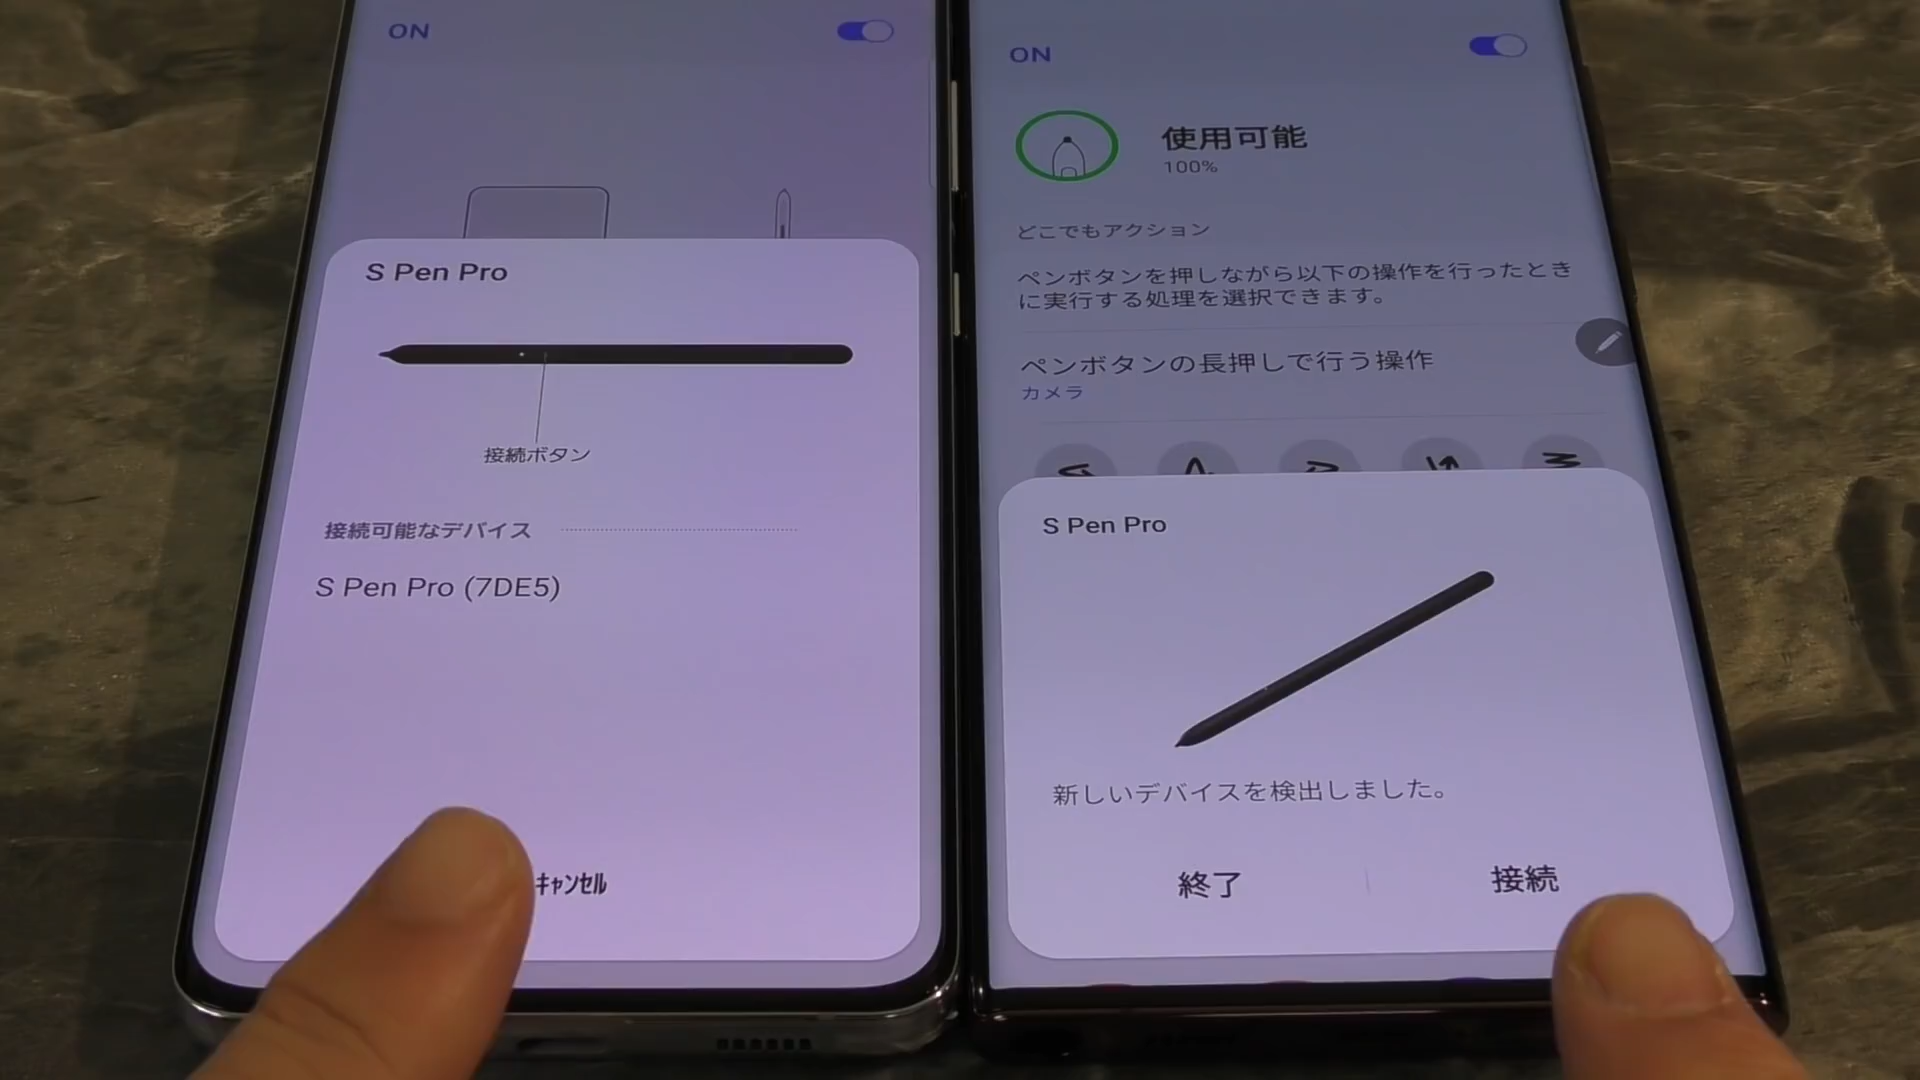 ON
S Pen Pro
接続ボタン
接続可能なデバイス
S Pen Pro (7DE5)
キャンセル
ON
使用可能
100%
どこでもアクション
ペンボタンを押しながら以下の操作を行ったとき
に実行する処理を選択できます。
ペンボタンの長押しで行う操作
カメラ
S Pen Pro
新しいデバイスを検出しました。
終了
接続